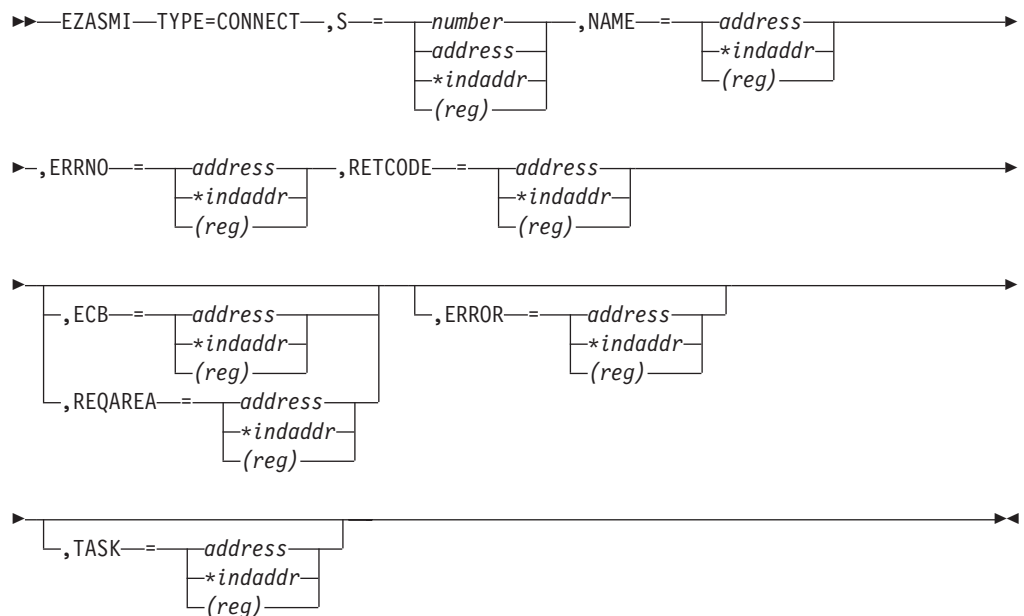 EZASMI TYPE=CONNECT ,S = number ,NAME = address
address *indaddr
*indaddr (reg)
(reg)
,ERRNO = address ,RETCODE = address
*indaddr *indaddr
(reg) (reg)
,ECB = address ,ERROR = address
*indaddr *indaddr
(reg) (reg)
,REQAREA = address
*indaddr
(reg)
,TASK = address
*indaddr
(reg)